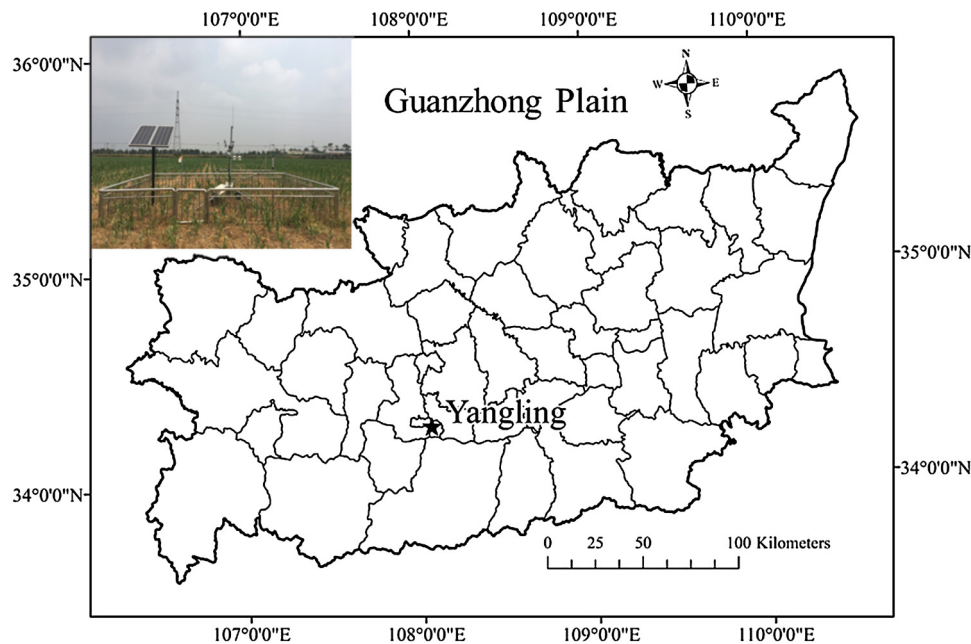 107°0'0"E 108°0'0"E 109°0'0"E 110°0'0"E
36°0'0"N
Guanzhong Plain
N
W E
S
35°0'0"N
35°0'0"N
Yangling
34°0'0"N
34°0'0"N
0 25 50 100 Kilometers
107°0'0"E 108°0'0"E 109°0'0"E 110°0'0"E